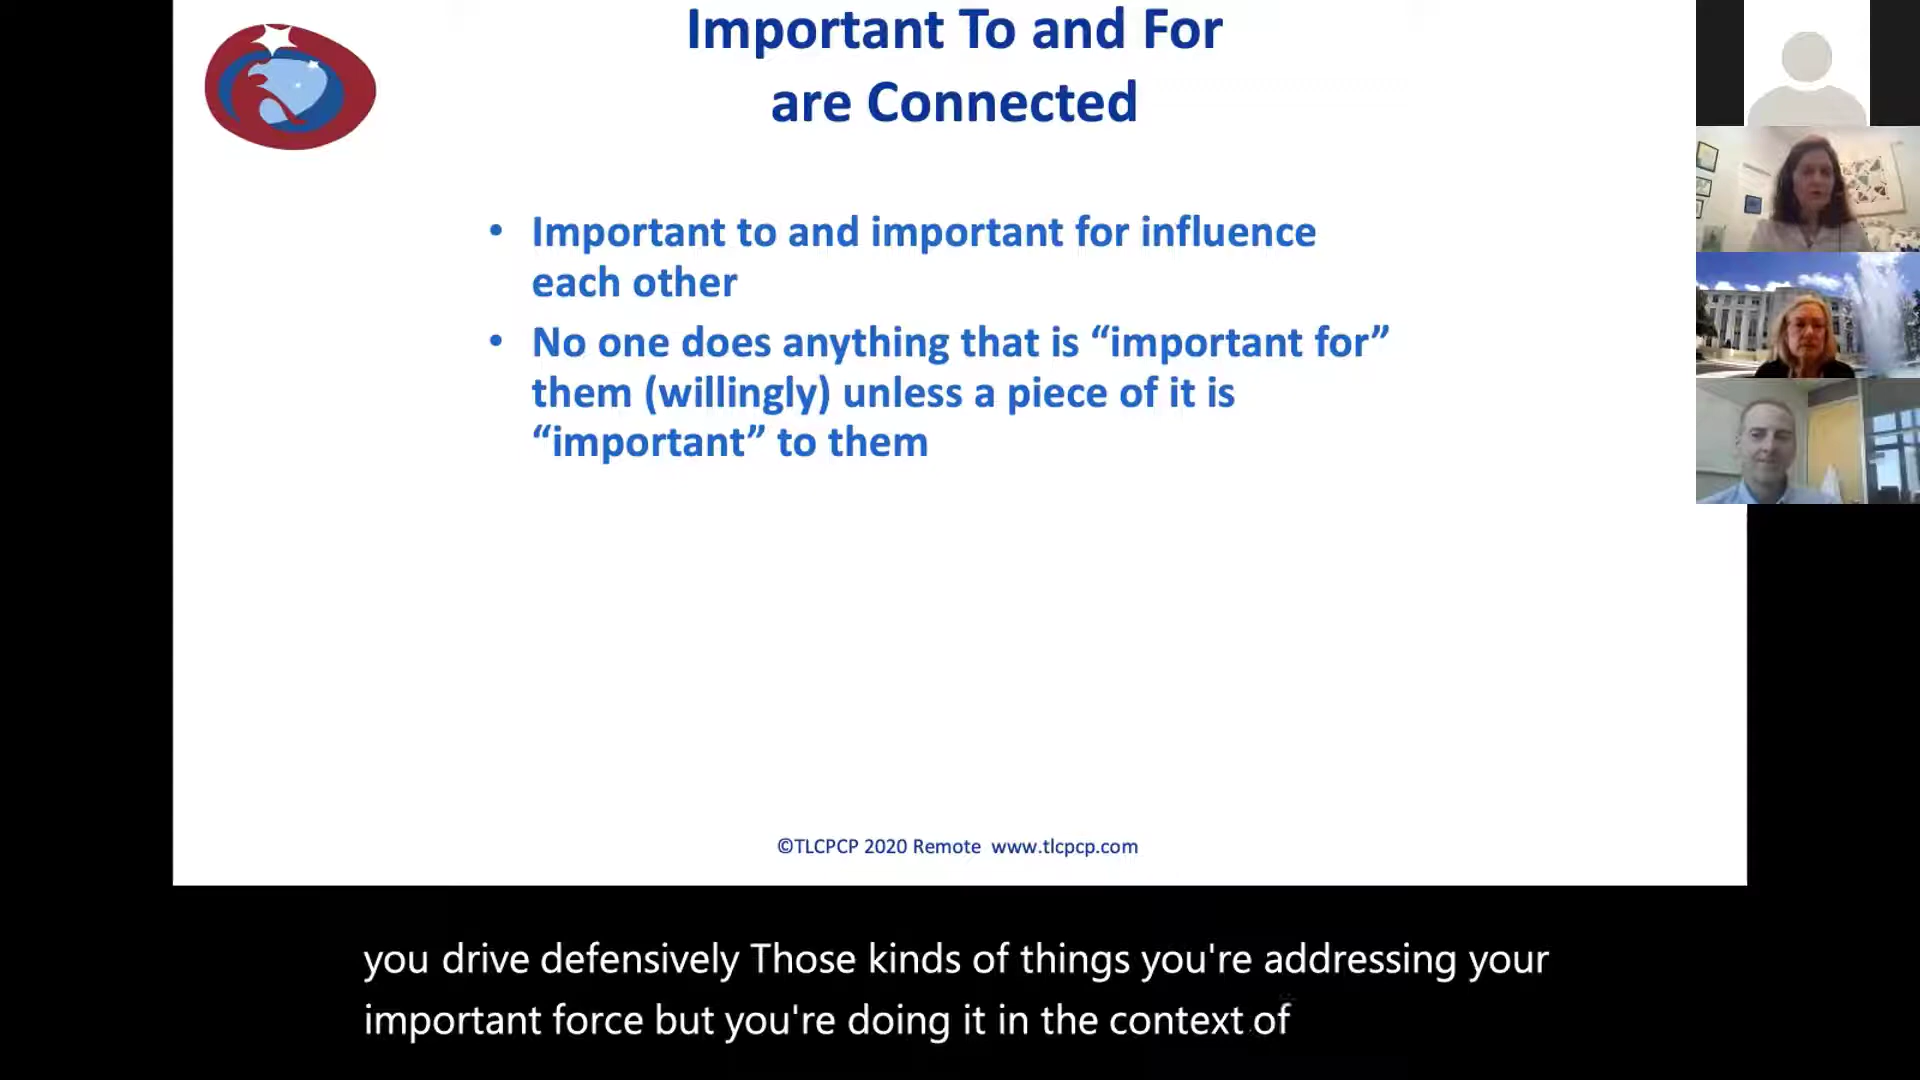 Important To and For
are Connected
• Important to and important for influence
each other
• No one does anything that is “important for”
them (willingly) unless a piece of it is
“important” to them
©TLCPCP 2020 Remote www.tlcpcp.com
you drive defensively Those kinds of things you're addressing your
important force but you're doing it in the context of